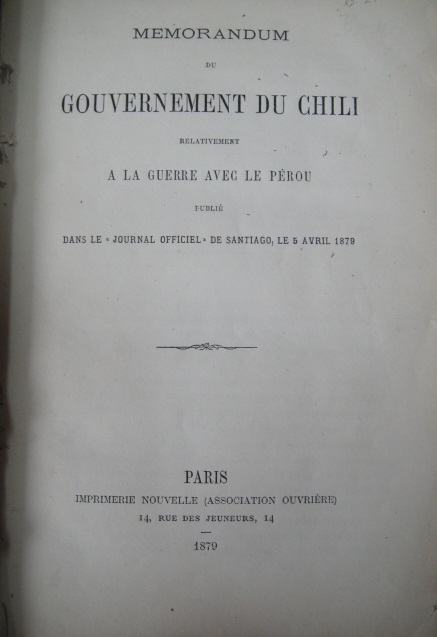 MEMORANDUM
DU
GOUVERNEMENT DU CHILI
RELATIVEMENT
A LA GUERRE AVEC LE PÉROU
PUBLIÉ
DANS LE « JOURNAL OFFICIEL » DE SANTIAGO, LE 5 AVRIL 1879
PARIS
IMPRIMERIE NOUVELLE (ASSOCIATION OUVRIÈRE)
14, RUE DES JEUNEURS, 14
1879